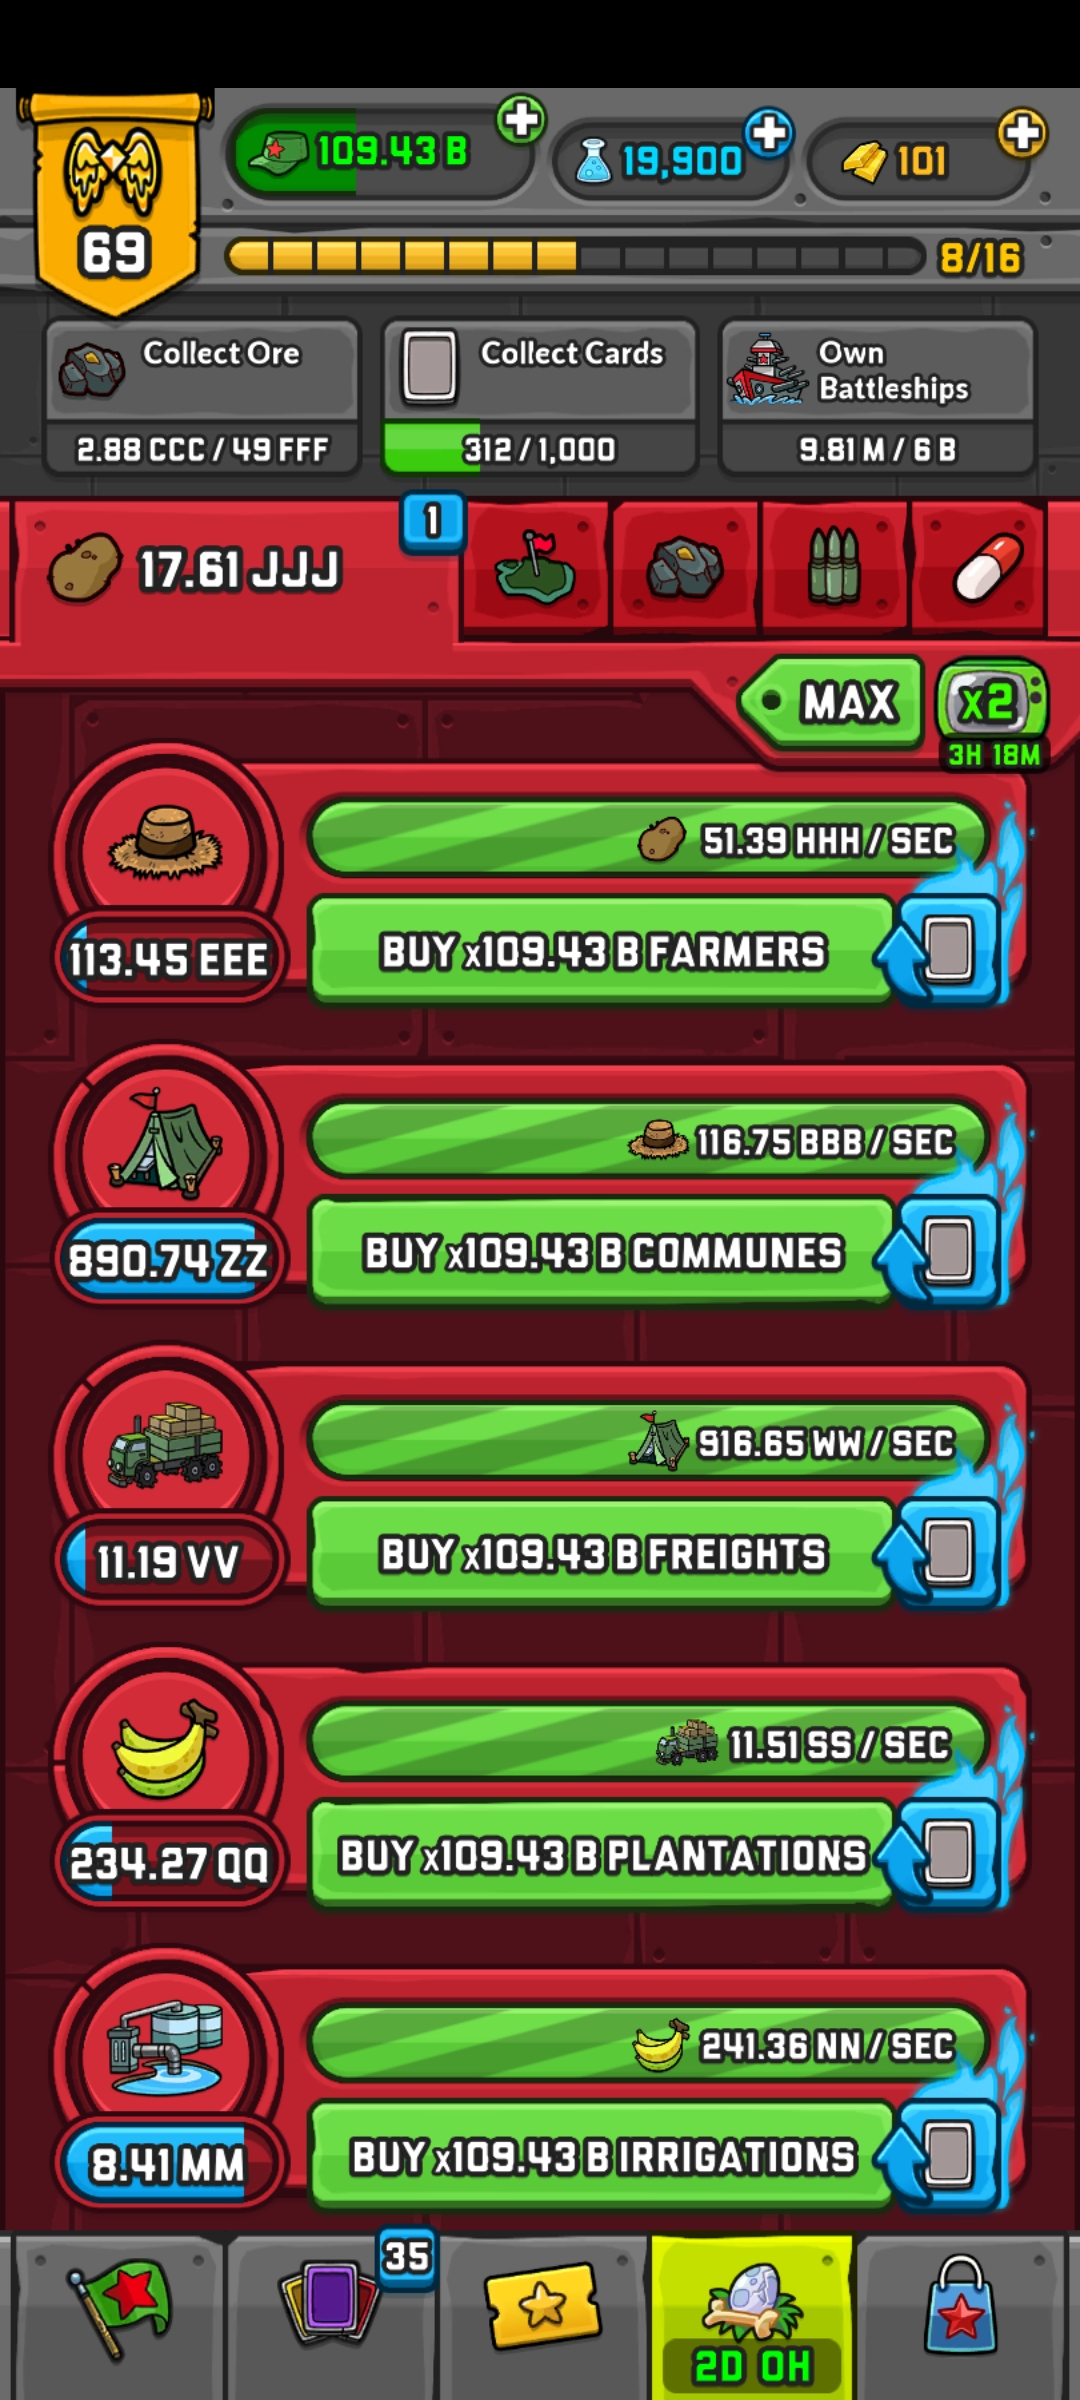 69
109.43 B
19,900
101
8/16
Collect Ore
2.88 CCC / 49 FFF
Collect Cards
312 / 1,000
Own
Battleships
9.81 M / 6 B
17.61 JJJ
1
MAX
x2
3H 18M
51.39 HHH / SEC
113.45 EEE
BUY x109.43 B FARMERS
116.75 BBB / SEC
890.74 ZZ
BUY x109.43 B COMMUNES
916.65 WW / SEC
11.19 VV
BUY x109.43 B FREIGHTS
11.51 SS / SEC
234.27 QQ
BUY x109.43 B PLANTATIONS
241.36 NN / SEC
8.41 MM
BUY x109.43 B IRRIGATIONS
35
2D 0H